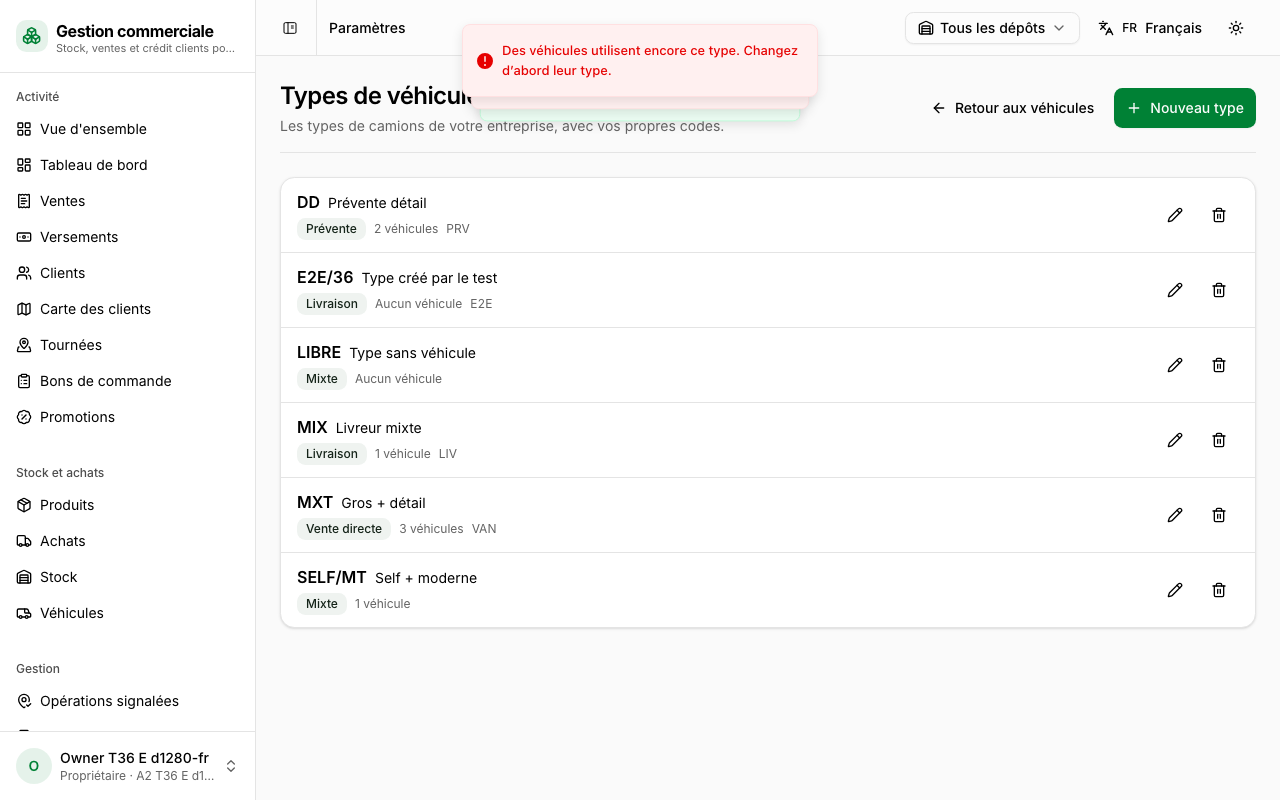 Gestion commerciale
Stock, ventes et crédit clients po...
Activité
Vue d'ensemble
Tableau de bord
Ventes
Versements
Clients
Carte des clients
Tournées
Bons de commande
Promotions
Stock et achats
Produits
Achats
Stock
Véhicules
Gestion
Opérations signalées
O
Owner T36 E d1280-fr
Propriétaire · A2 T36 E d1...
Paramètres
Tous les dépôts
FR Français
Des véhicules utilisent encore ce type. Changez
d’abord leur type.
Types de
Les types de camions de votre entreprise, avec vos propres codes.
Retour aux véhicules
Nouveau type
DD Prévente détail
Prévente 2 véhicules PRV
E2E/36 Type créé par le test
Livraison Aucun véhicule E2E
LIBRE Type sans véhicule
Mixte Aucun véhicule
MIX Livreur mixte
Livraison 1 véhicule LIV
MXT Gros + détail
Vente directe 3 véhicules VAN
SELF/MT Self + moderne
Mixte 1 véhicule